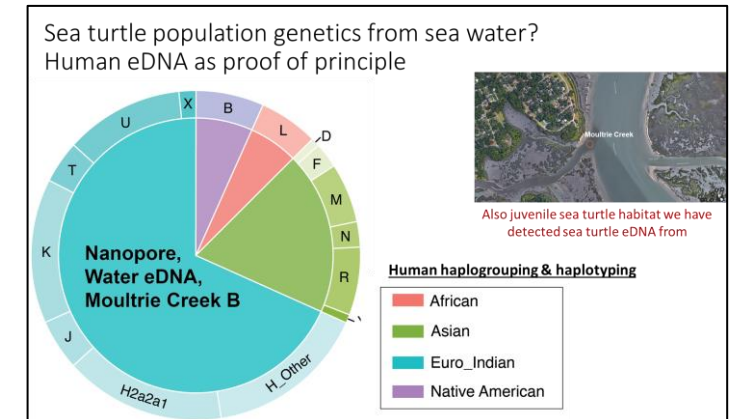 Sea turtle population genetics from sea water?
Human eDNA as proof of principle
X
B
U
L
D
F
T
M
K
N
R
J
H2a2a1
H_Other
Nanopore,
Water eDNA,
Moultrie Creek B
Moultrie Creek
Also juvenile sea turtle habitat we have
detected sea turtle eDNA from
Human haplogrouping & haplotyping
African
Asian
Euro_Indian
Native American